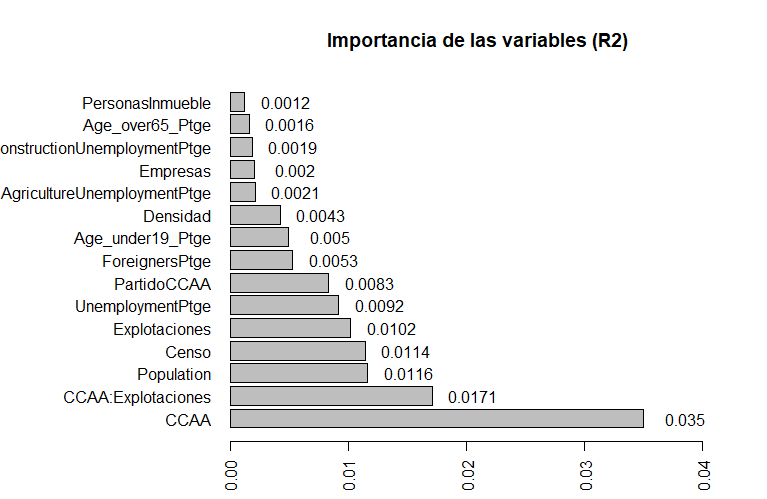 Importancia de las variables (R2)
PersonasInmueble 0.0012
Age_over65_Ptge 0.0016
onstructionUnemploymentPtge 0.0019
Empresas 0.002
AgricultureUnemploymentPtge 0.0021
Densidad 0.0043
Age_under19_Ptge 0.005
ForeignersPtge 0.0053
PartidoCCAA 0.0083
UnemploymentPtge 0.0092
Explotaciones 0.0102
Censo 0.0114
Population 0.0116
CCAA:Explotaciones 0.0171
CCAA 0.035
0.00 0.01 0.02 0.03 0.04